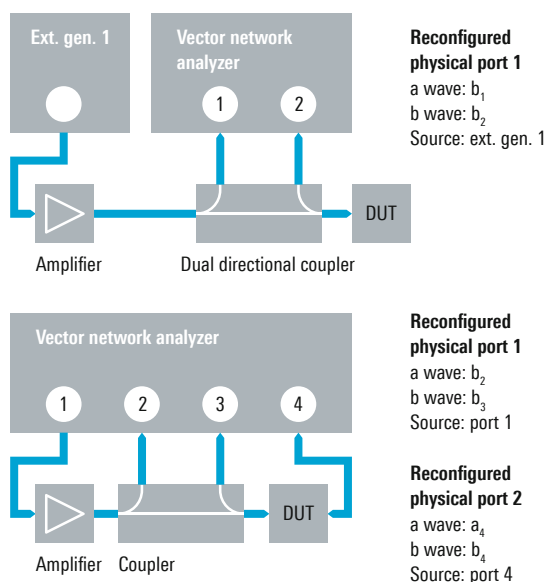 Ext. gen. 1
Vector network
analyzer
1
2
Amplifier
Dual directional coupler
DUT
Reconfigured
physical port 1
a wave: b₁
b wave: b₂
Source: ext. gen. 1
Vector network analyzer
1
2
3
4
Amplifier
Coupler
DUT
Reconfigured
physical port 1
a wave: b₂
b wave: b₃
Source: port 1
Reconfigured
physical port 2
a wave: a₄
b wave: b₄
Source: port 4